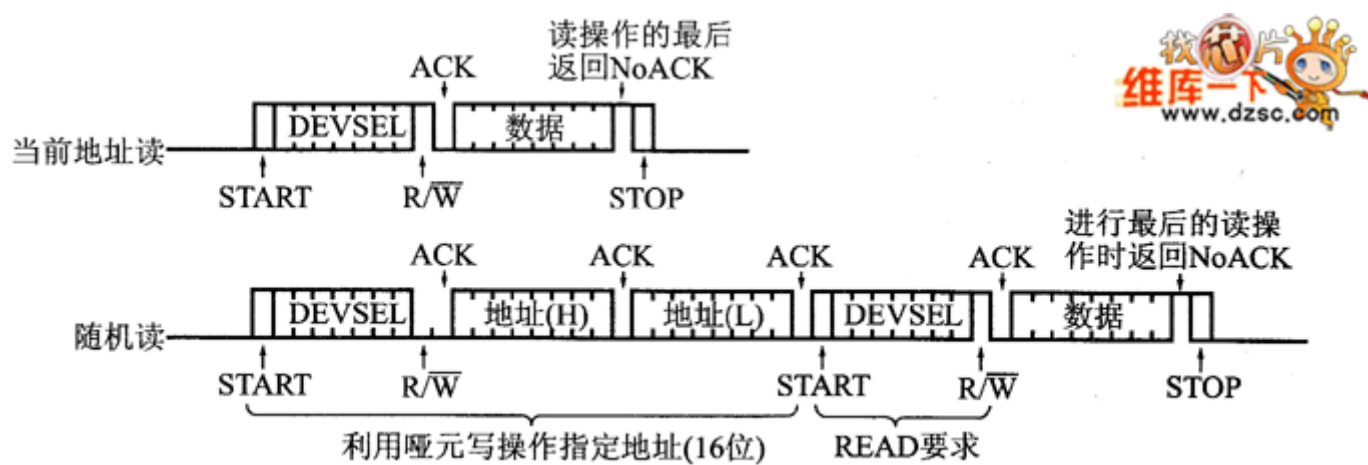 读操作的最后
返回NoACK
ACK
DEVSEL
数据
当前地址读
START
R/W̅
STOP
找芯片
维库一下
www.dzsc.com
进行最后的读操
作时返回NoACK
ACK
ACK
ACK
ACK
DEVSEL
地址(H)
地址(L)
DEVSEL
数据
随机读
START
R/W̅
START
R/W̅
STOP
利用哑元写操作指定地址(16位)
READ要求